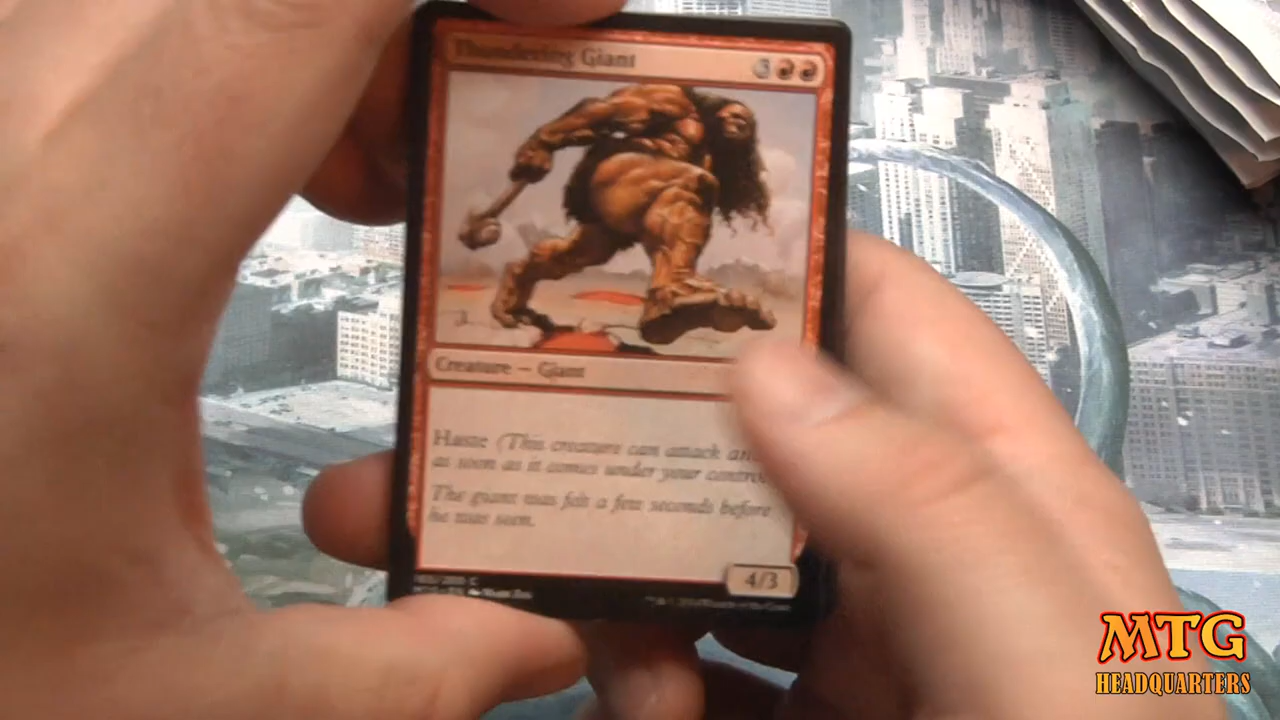 Thundering Giant
3
Creature — Giant
Haste (This creature can attack and
as soon as it comes under your control
The giant was felt a few seconds before
he was seen.
4/3
MTG
HEADQUARTERS